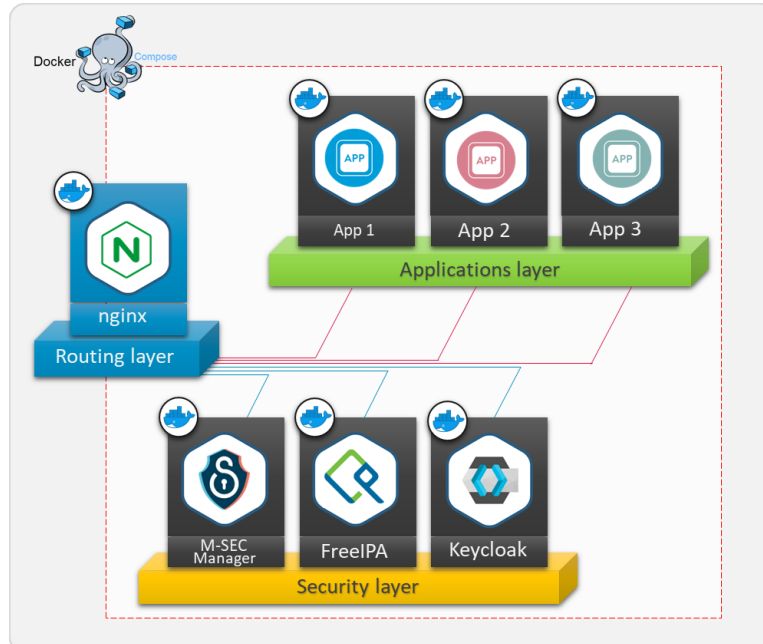 Docker
Compose
APP
APP
APP
App 1
App 2
App 3
Applications layer
N
nginx
Routing layer
M-SEC
Manager
FreeIPA
Keycloak
Security layer